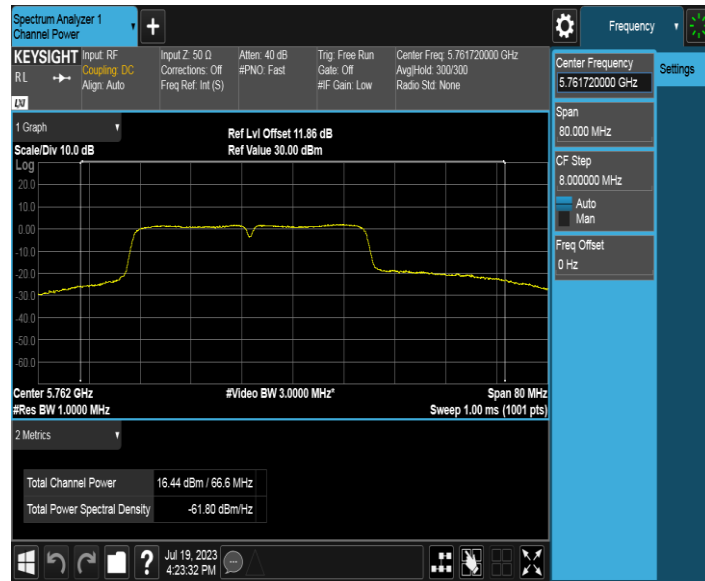 Spectrum Analyzer 1
Channel Power
+
Frequency
KEYSIGHT
RL
LXI
Input: RF
Coupling: DC
Align: Auto
Input Z: 50 Ω
Corrections: Off
Freq Ref: Int (S)
Atten: 40 dB
#PNO: Fast
Trig: Free Run
Gate: Off
#IF Gain: Low
Center Freq: 5.761720000 GHz
Avg|Hold: 300/300
Radio Std: None
Center Frequency
5.761720000 GHz
Settings
Span
80.000 MHz
CF Step
8.000000 MHz
Auto
Man
Freq Offset
0 Hz
1 Graph
Ref Lvl Offset 11.86 dB
Scale/Div 10.0 dB
Ref Value 30.00 dBm
Log
20.0
10.0
0.00
-10.0
-20.0
-30.0
-40.0
-50.0
-60.0
Center 5.762 GHz
#Video BW 3.0000 MHz*
Span 80 MHz
#Res BW 1.0000 MHz
Sweep 1.00 ms (1001 pts)
2 Metrics
Total Channel Power 16.44 dBm / 66.6 MHz
Total Power Spectral Density -61.80 dBm/Hz
?
Jul 19, 2023
4:23:32 PM